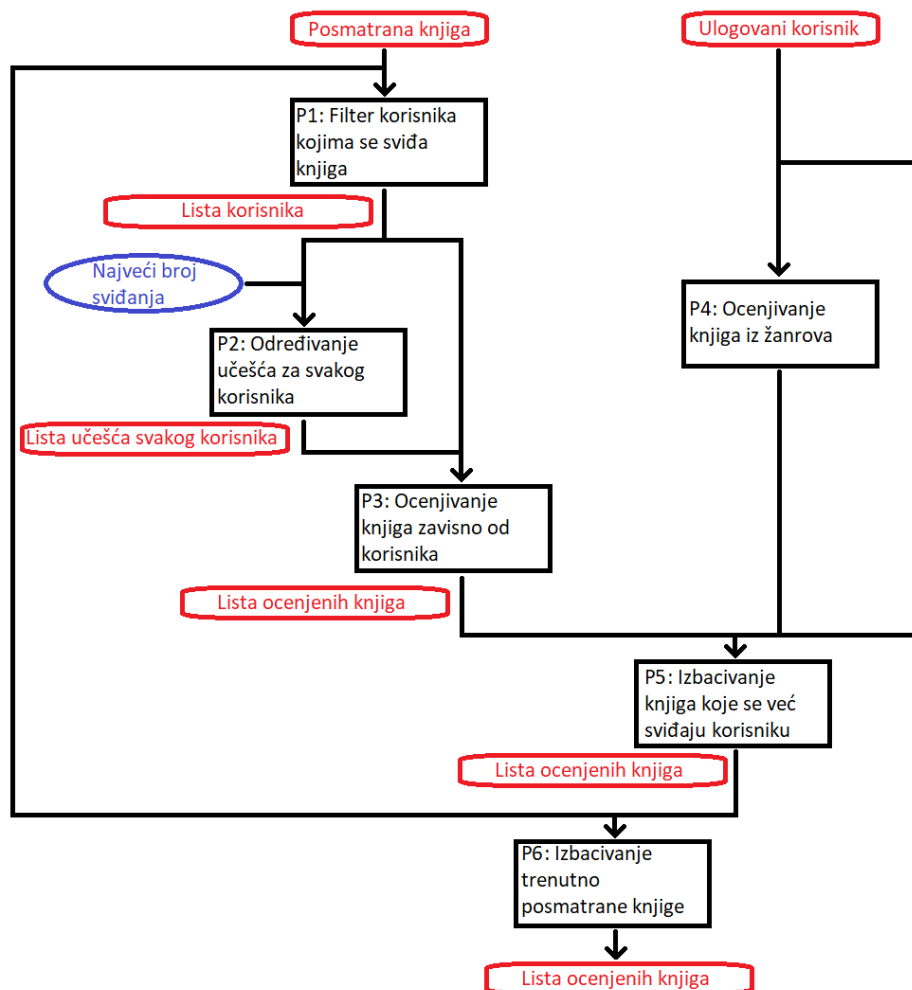 Posmatrana knjiga
Ulogovani korisnik
P1: Filter korisnika
kojima se sviđa
knjiga
Lista korisnika
Najveći broj
sviđanja
P4: Ocenjivanje
knjiga iz žanrova
P2: Određivanje
učešća za svakog
korisnika
Lista učešća svakog korisnika
P3: Ocenjivanje
knjiga zavisno od
korisnika
Lista ocenjenih knjiga
P5: Izbacivanje
knjiga koje se već
sviđaju korisniku
Lista ocenjenih knjiga
P6: Izbacivanje
trenutno
posmatrane knjige
Lista ocenjenih knjiga